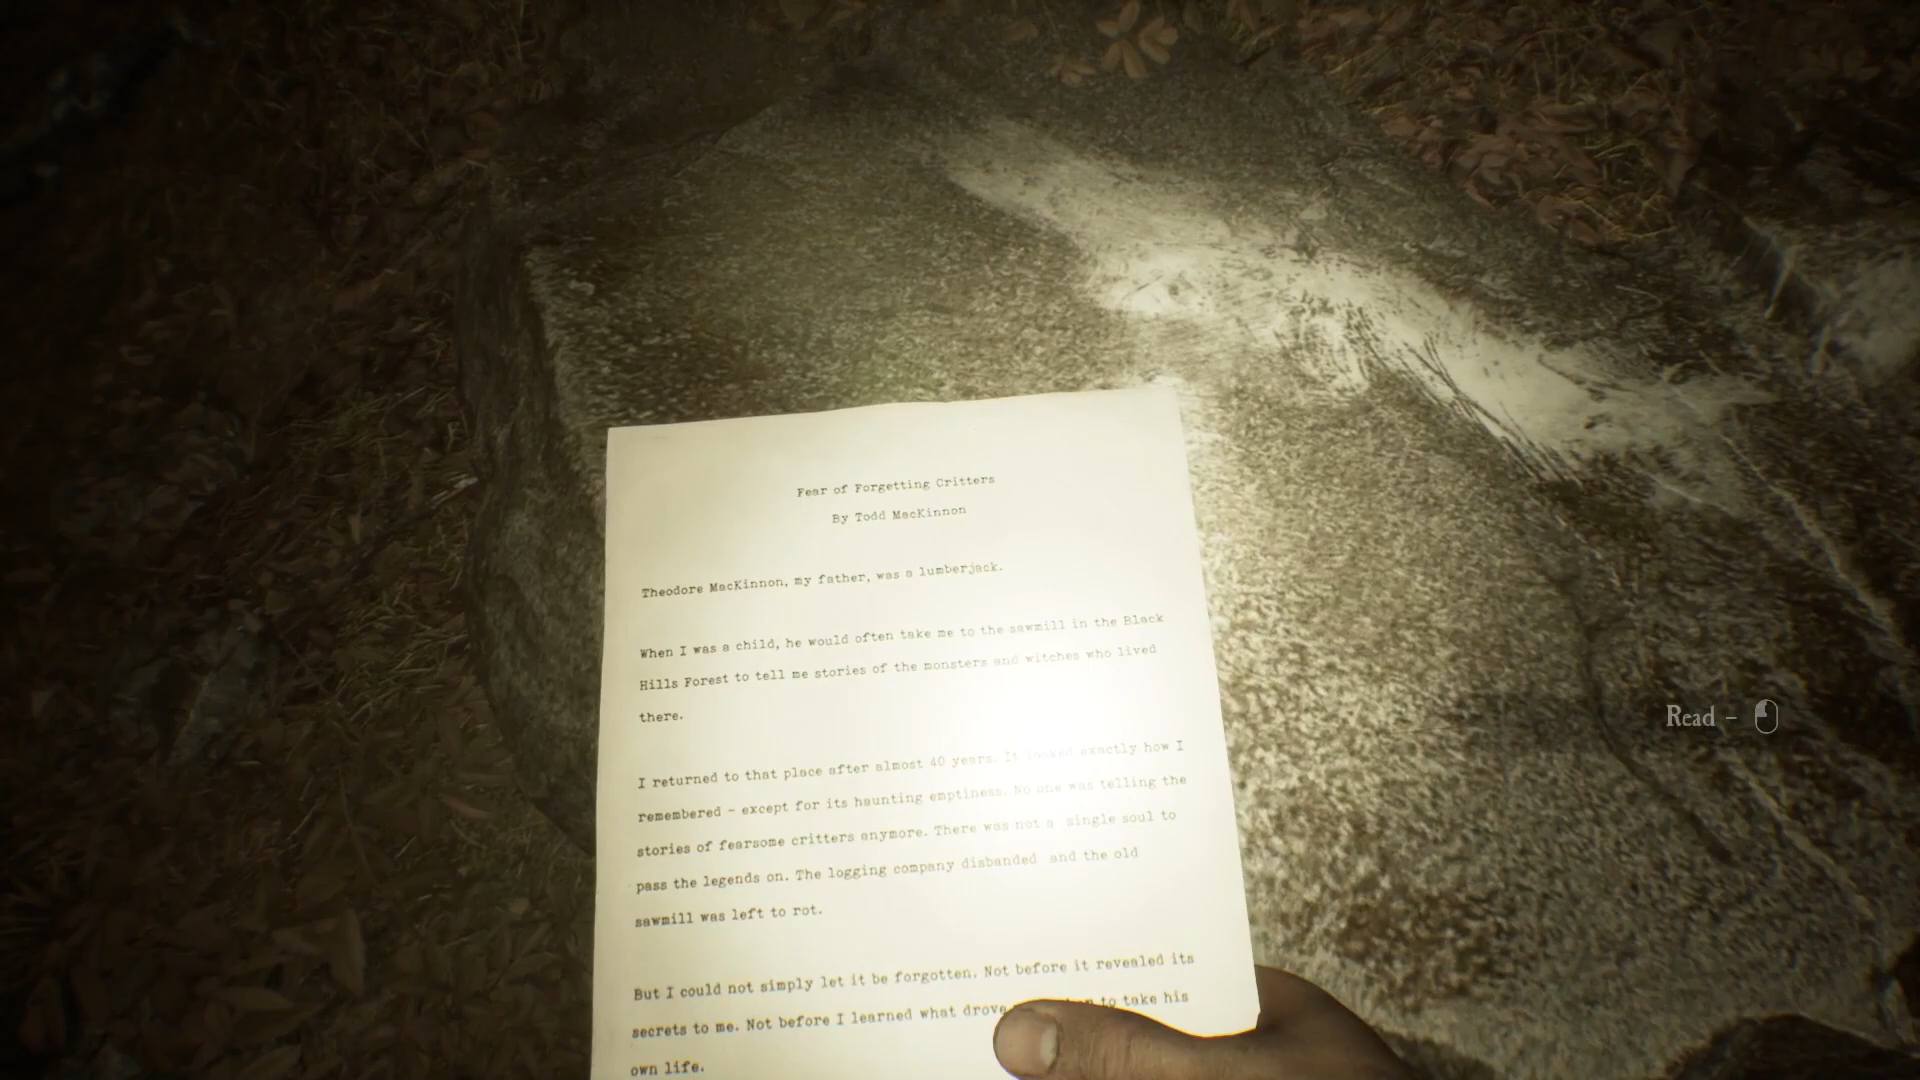 Fear of Forgetting Critters
By Todd MacKinnon
Theodore MacKinnon, my father, was a lumberjack.
When I was a child, he would often take me to the sawmill in the Black
Hills Forest to tell me stories of the monsters and witches who lived
there.
I returned to that place after almost 40 years. It looked exactly how I
remembered - except for its haunting emptiness. No one was telling the
stories of fearsome critters anymore. There was not a single soul to
pass the legends on. The logging company disbanded and the old
sawmill was left to rot.
But I could not simply let it be forgotten. Not before it revealed its
secrets to me. Not before I learned what drove to take his
own life.
Read -